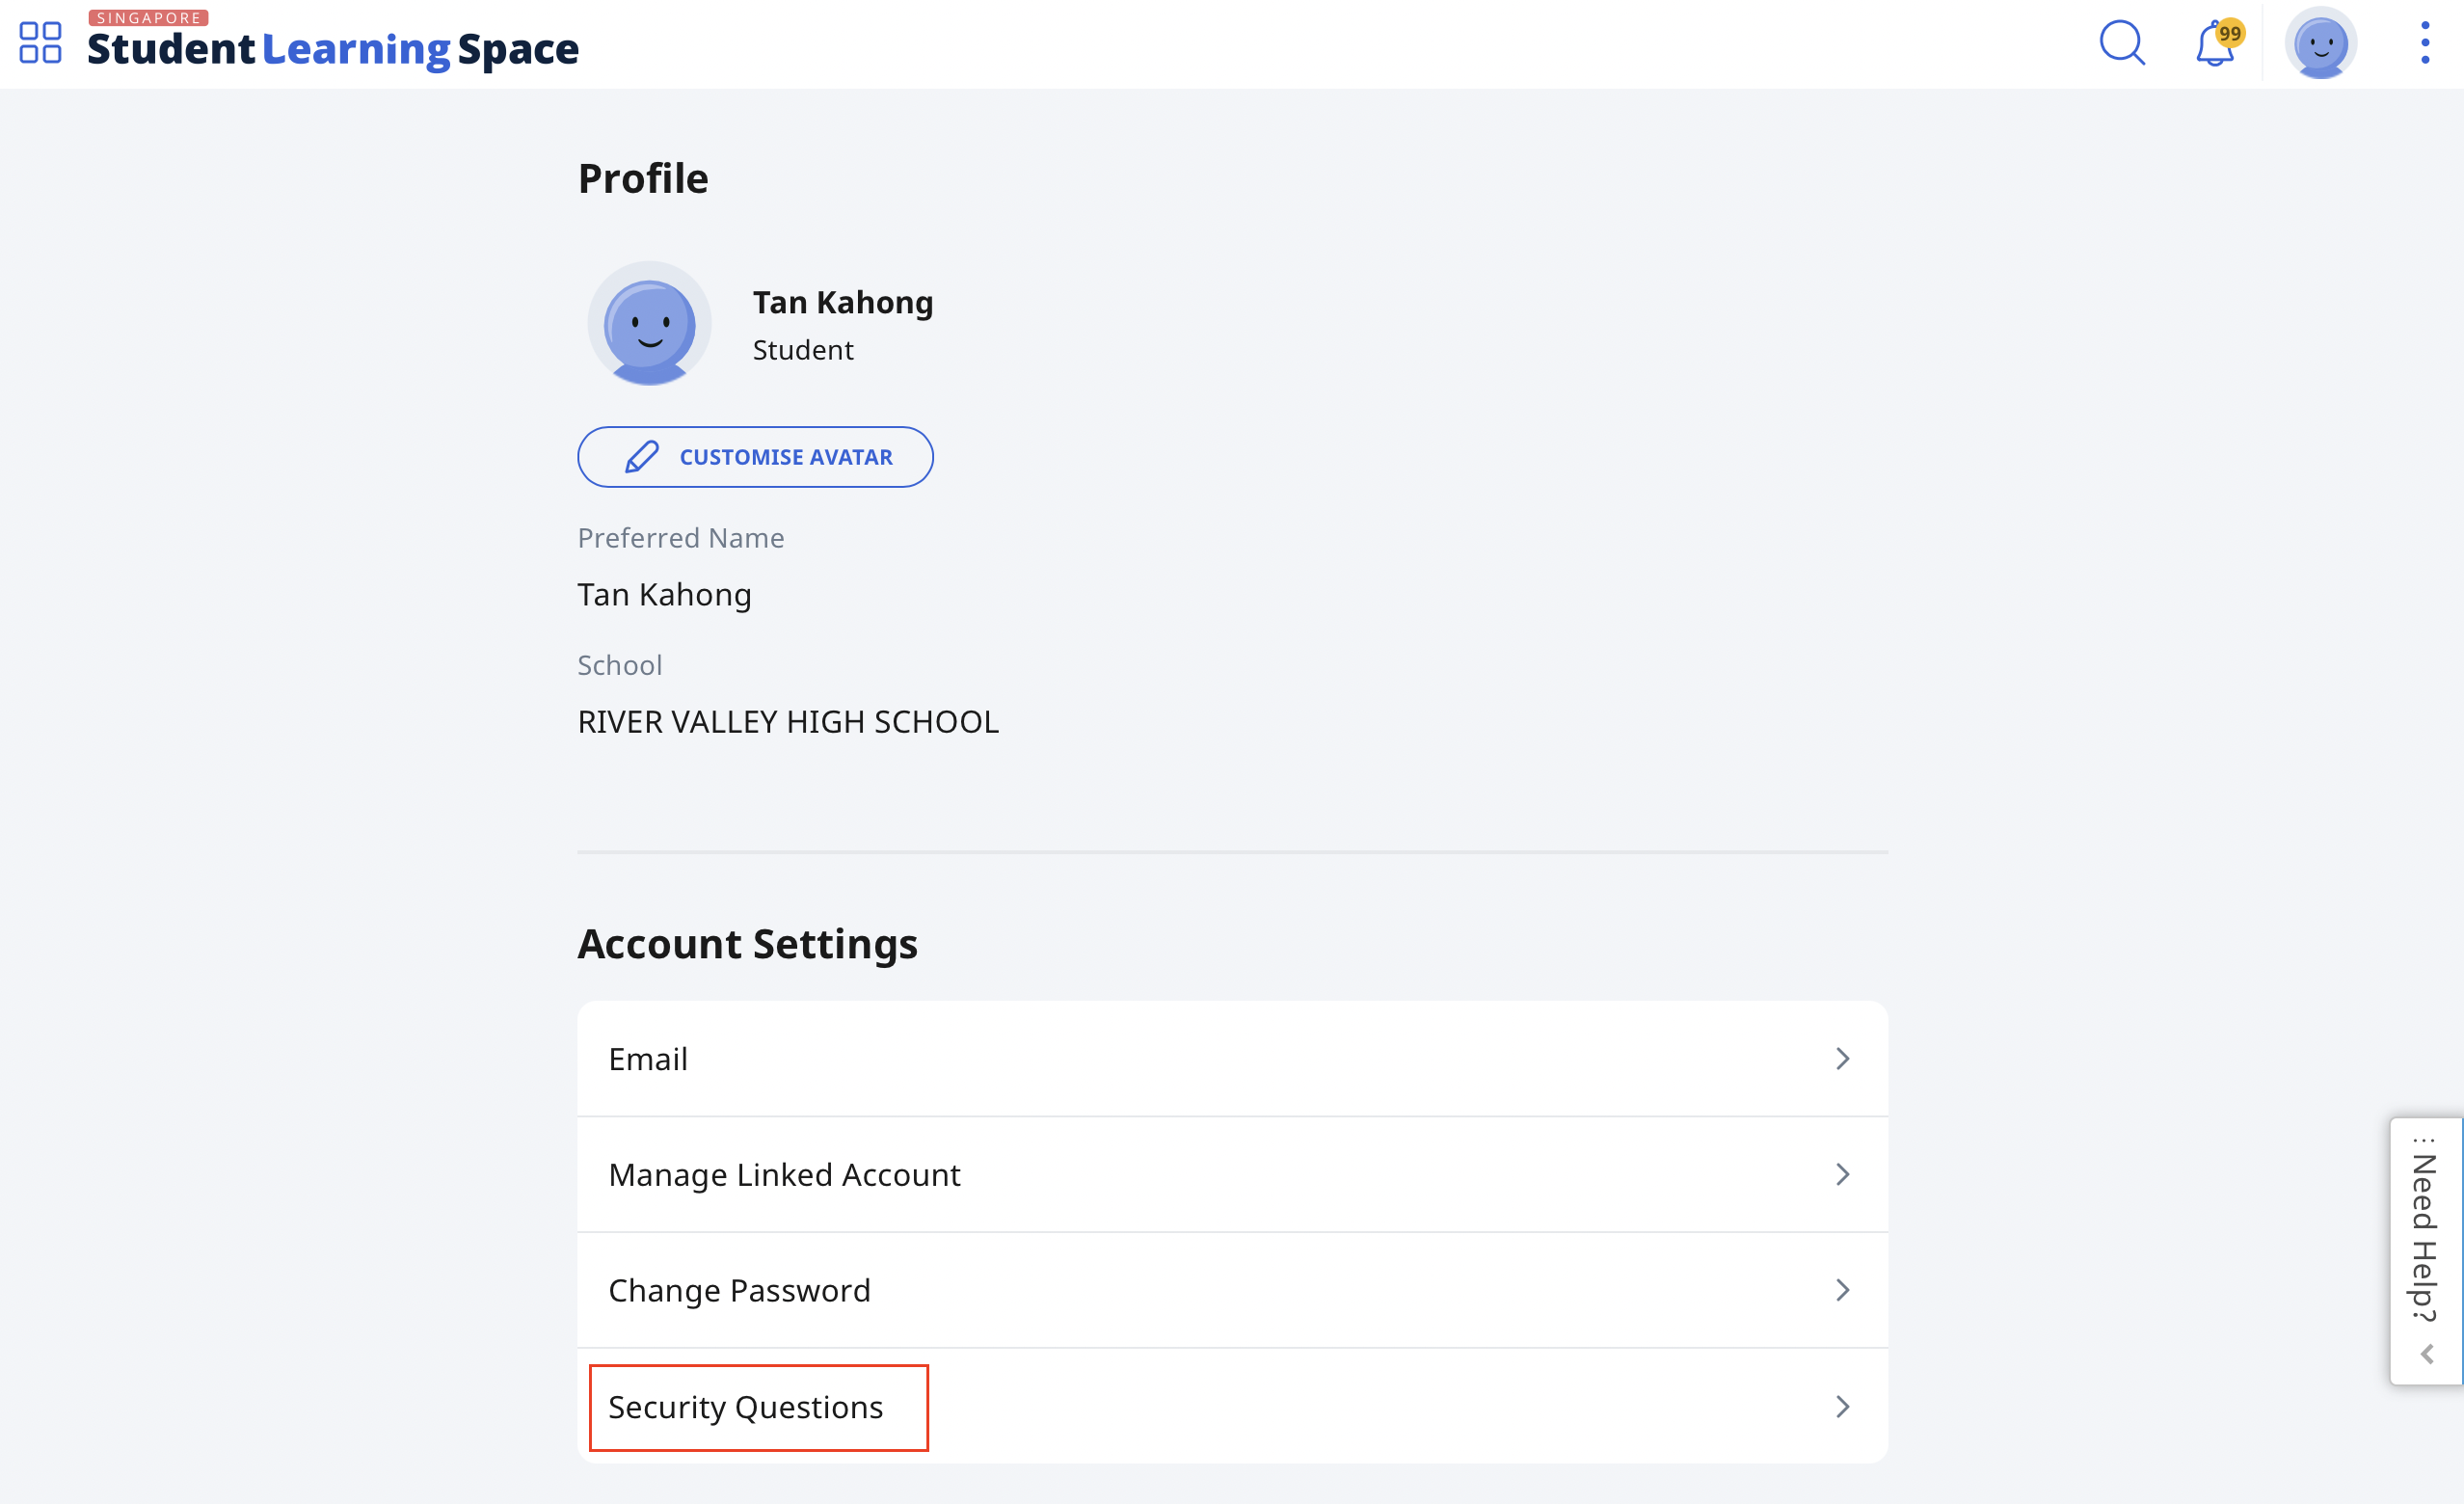 SINGAPORE
Student Learning Space
99
Profile
Tan Kahong
Student
CUSTOMISE AVATAR
Preferred Name
Tan Kahong
School
RIVER VALLEY HIGH SCHOOL
Account Settings
Email
Manage Linked Account
Change Password
Security Questions
Need Help?